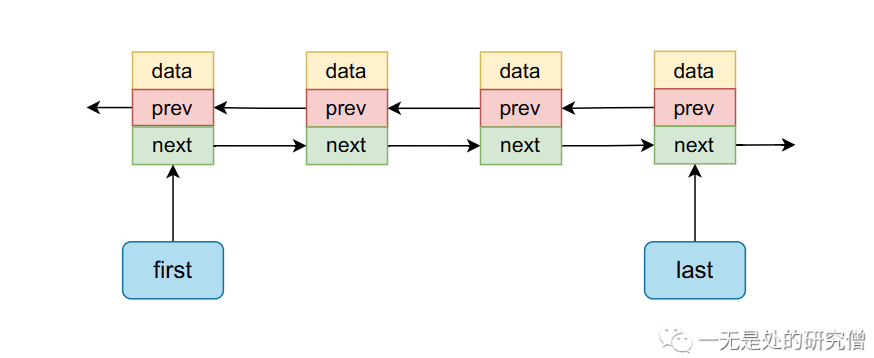 data data data data
prev prev prev prev
next next next next
first last
一无是处的研究僧